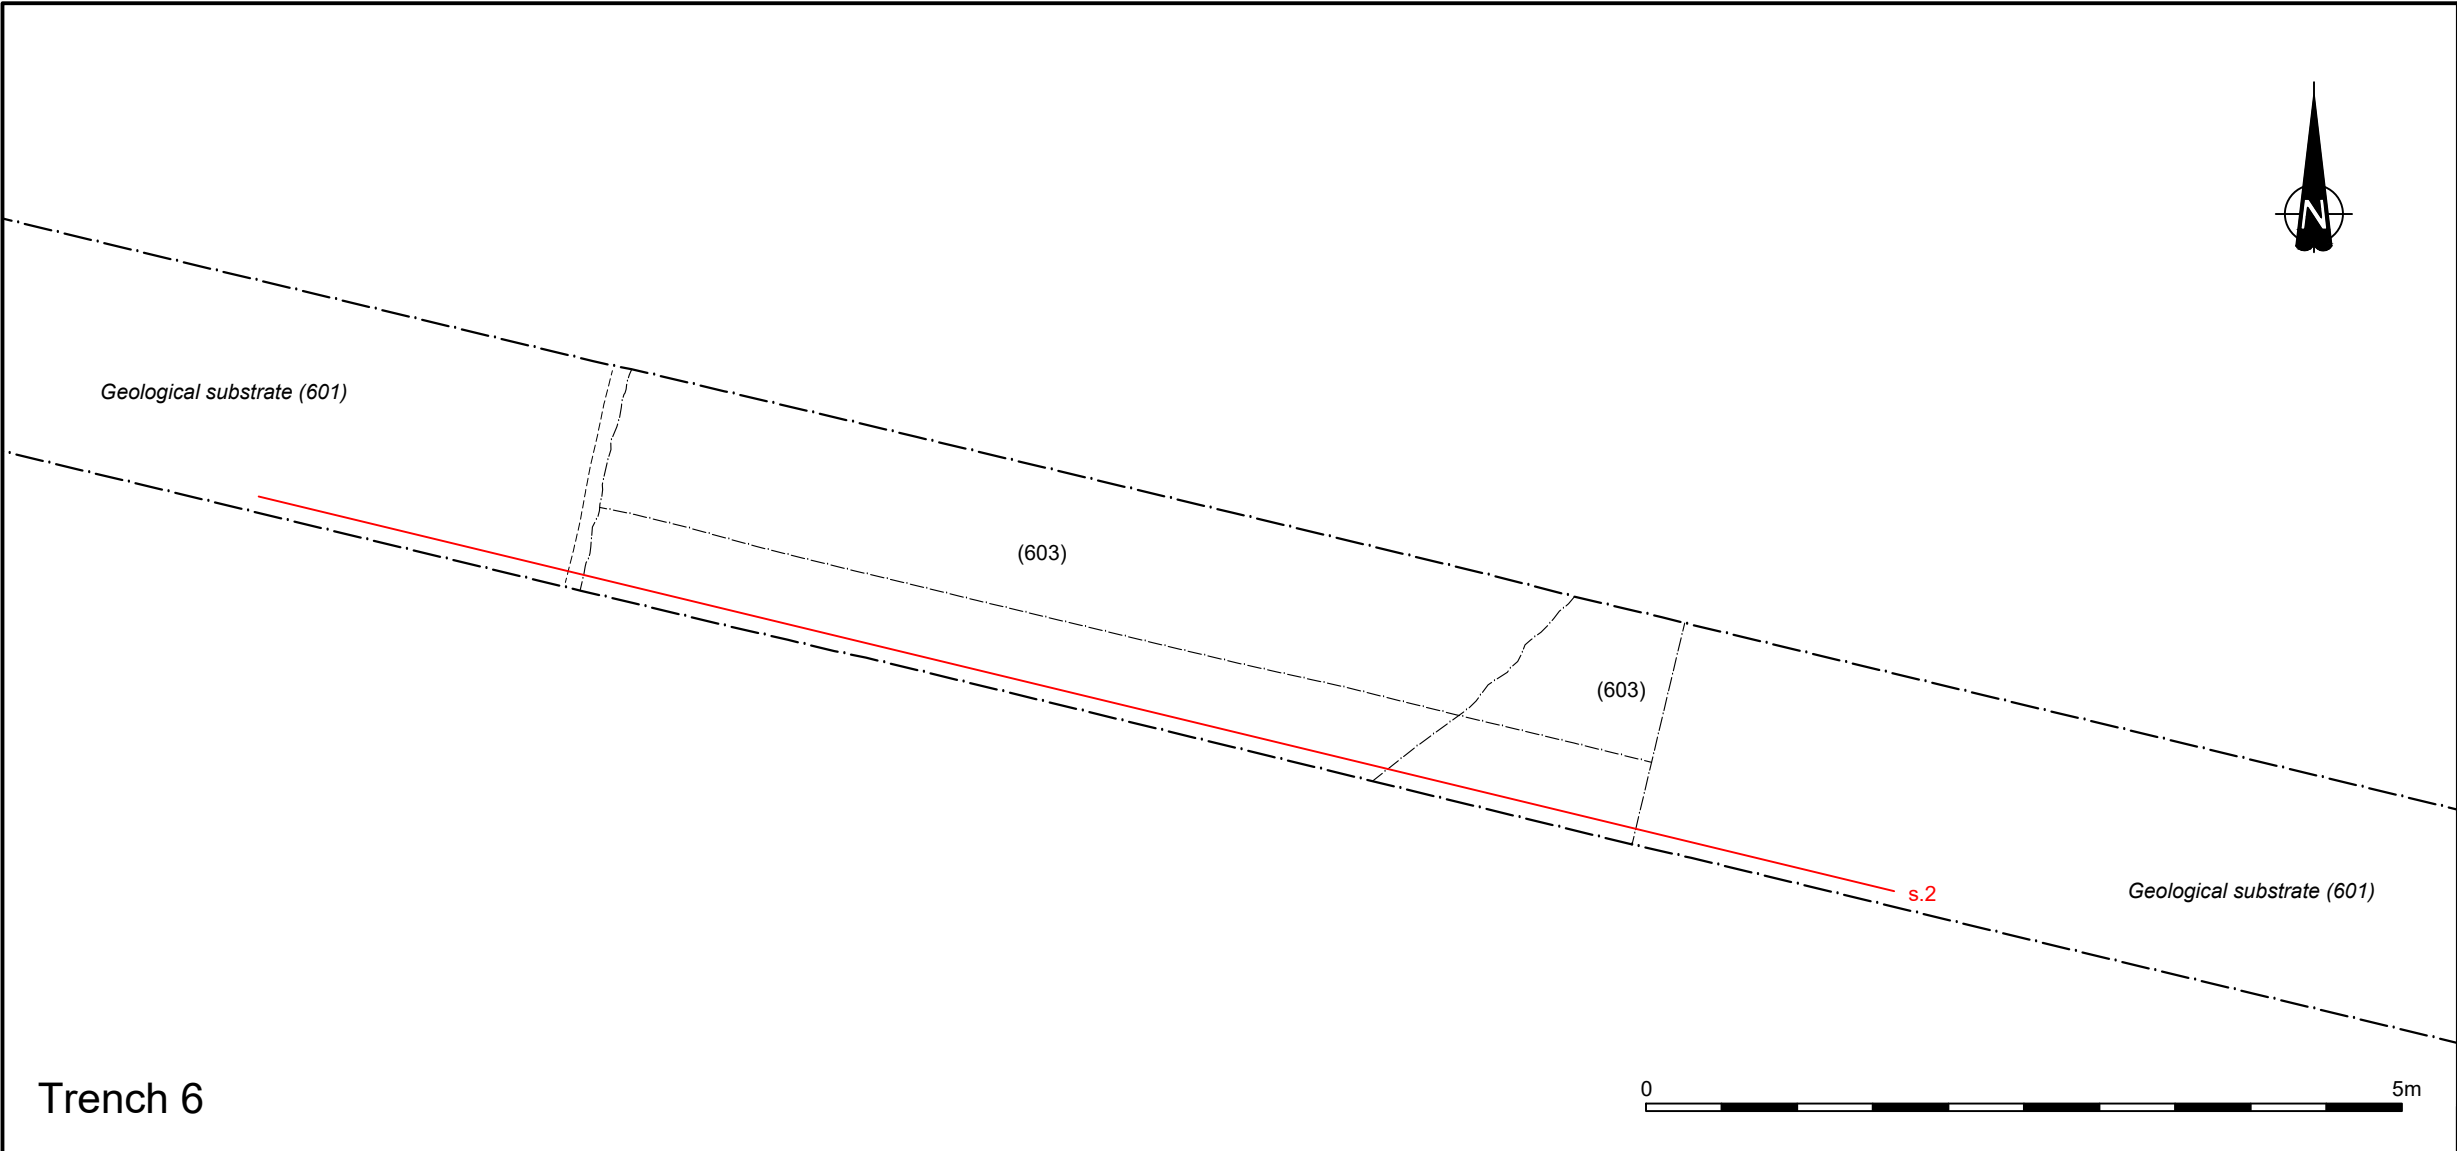 N
Geological substrate (601)
(603)
(603)
s.2
Geological substrate (601)
Trench 6
0 5m